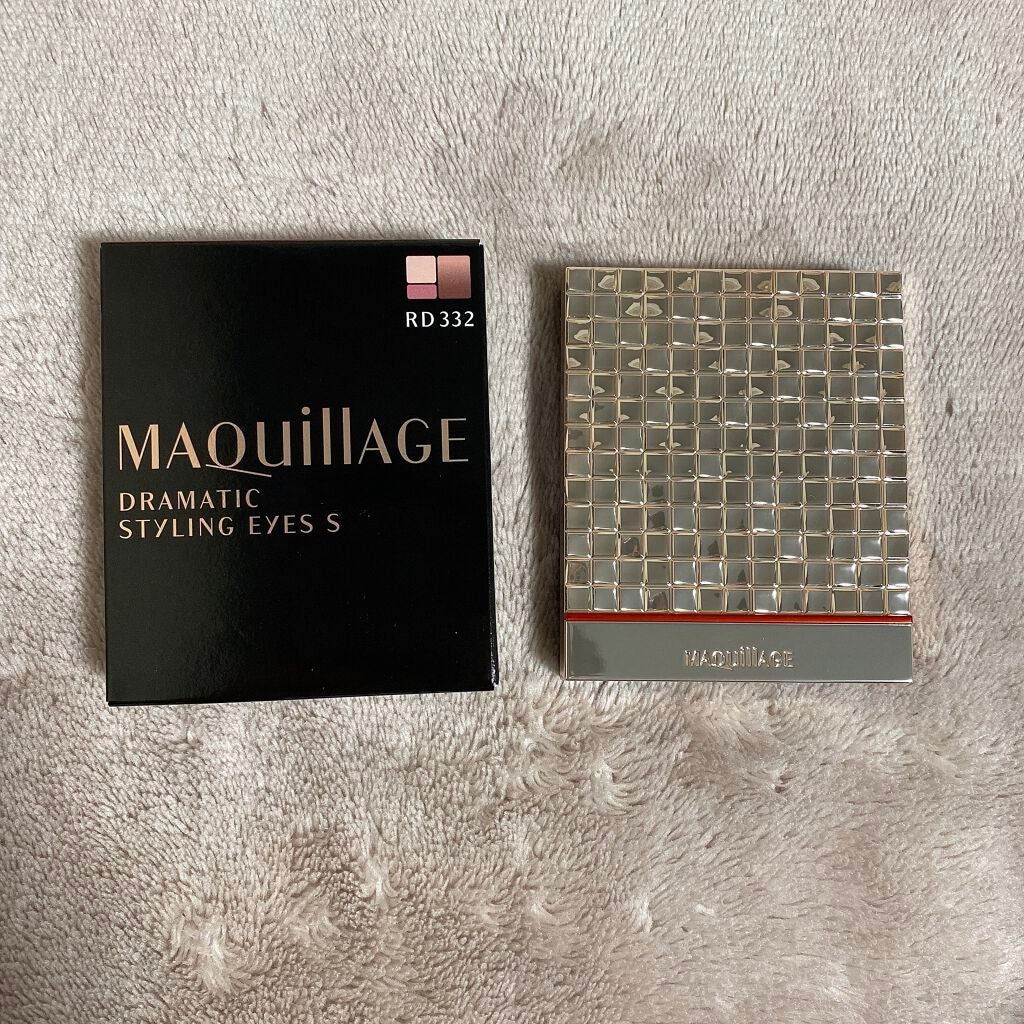 RD 332
MAQuillAGE
DRAMATIC
STYLING EYES S
MAQuillAGE